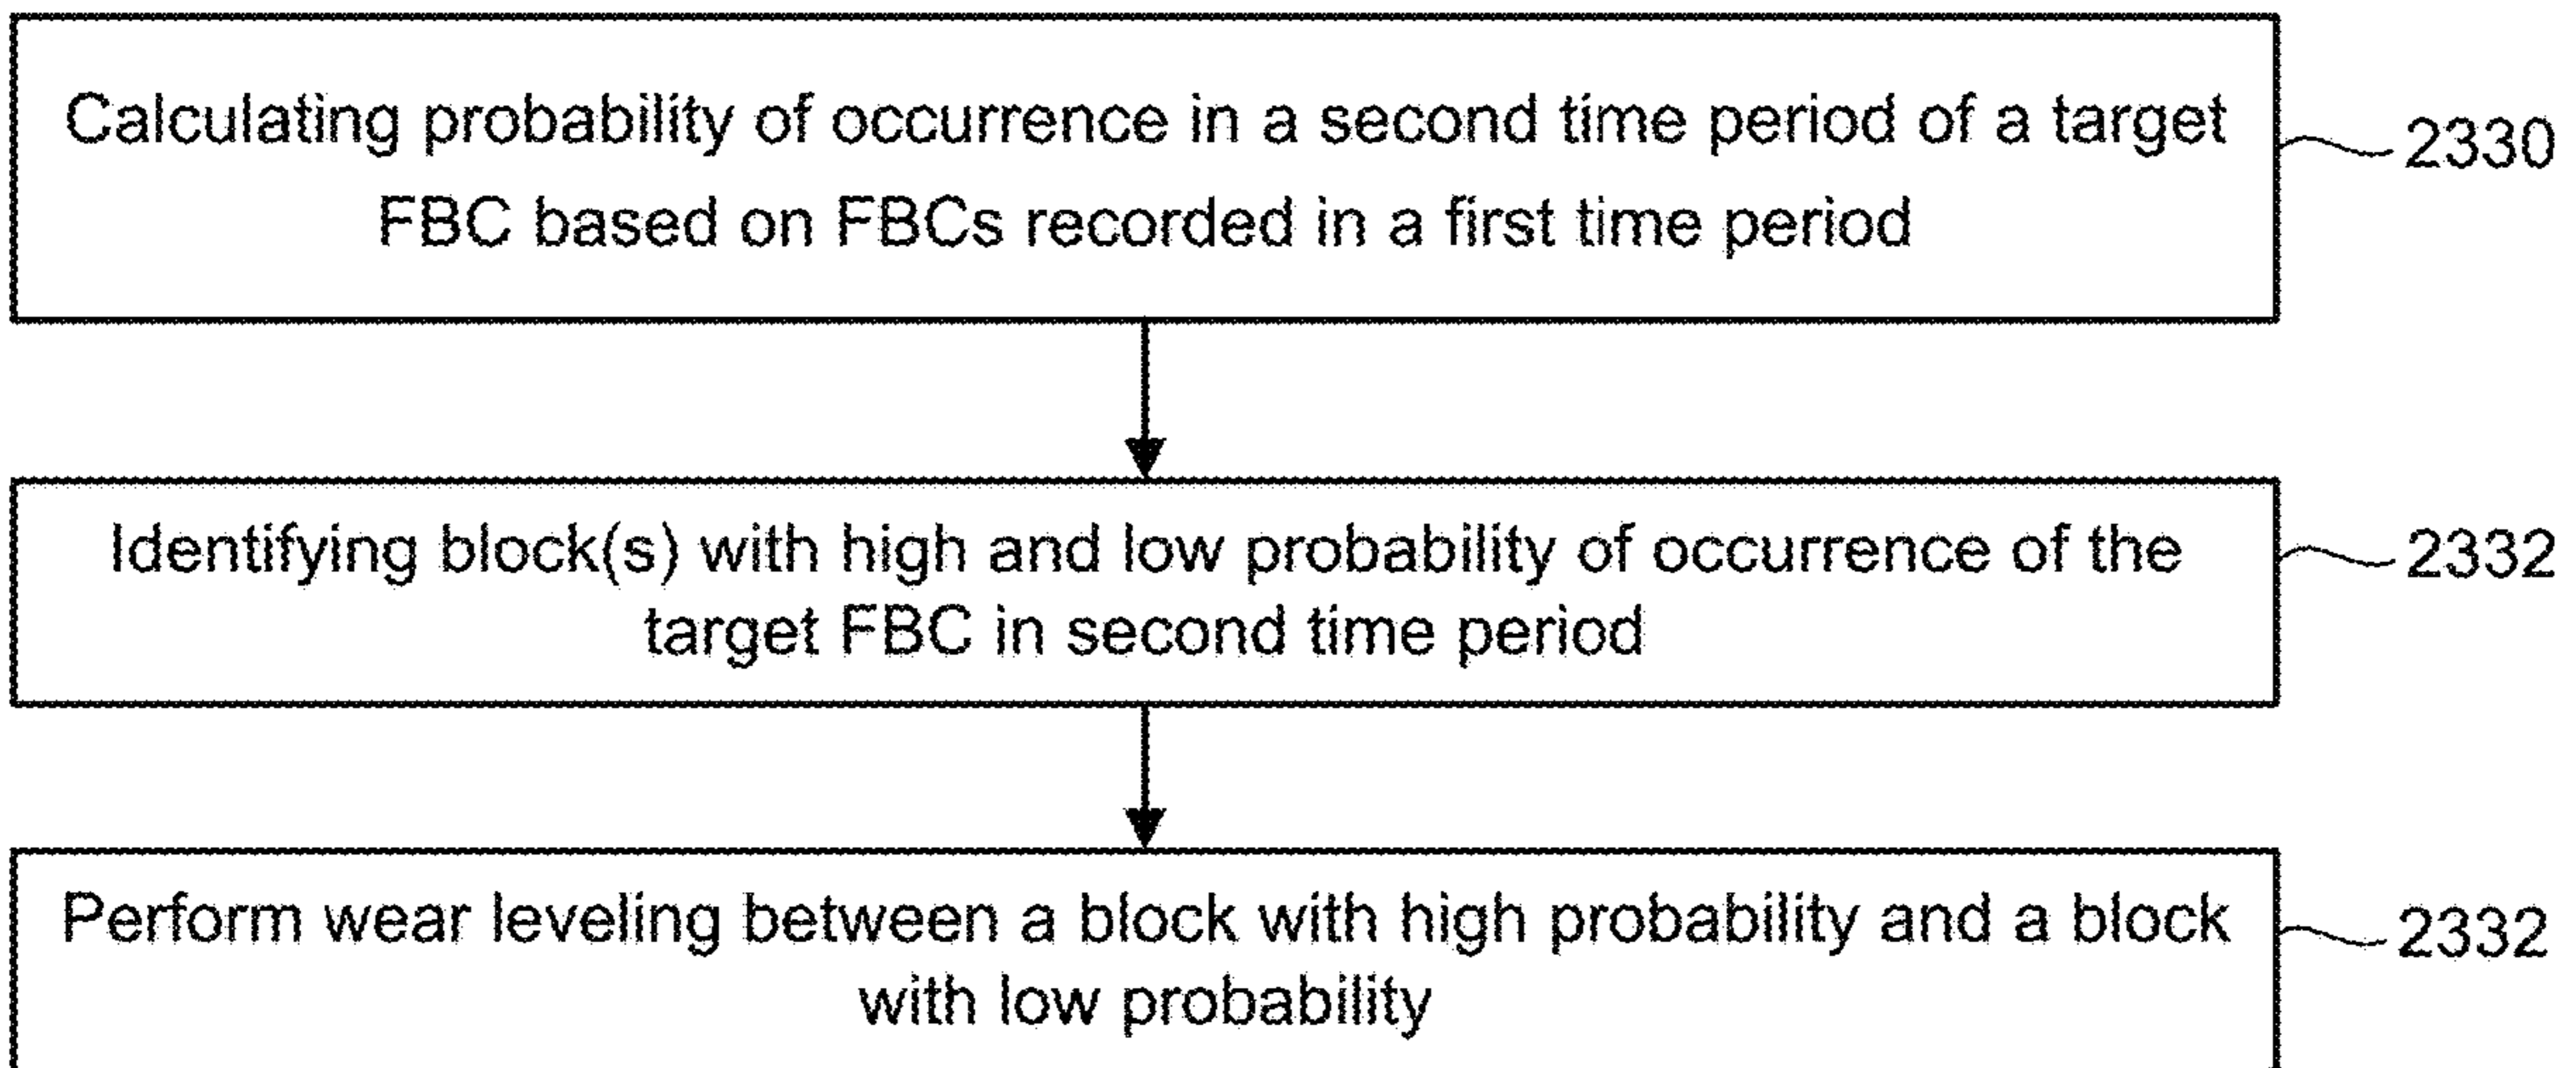 Calculating probability of occurrence in a second time period of a target
2330
FBC based on FBCs recorded in a first time period
Identifying block(s) with high and low probability of occurrence of the
2332
target FBC in second time period
Perform wear leveling between a block with high probability and a block
2332
with low probability